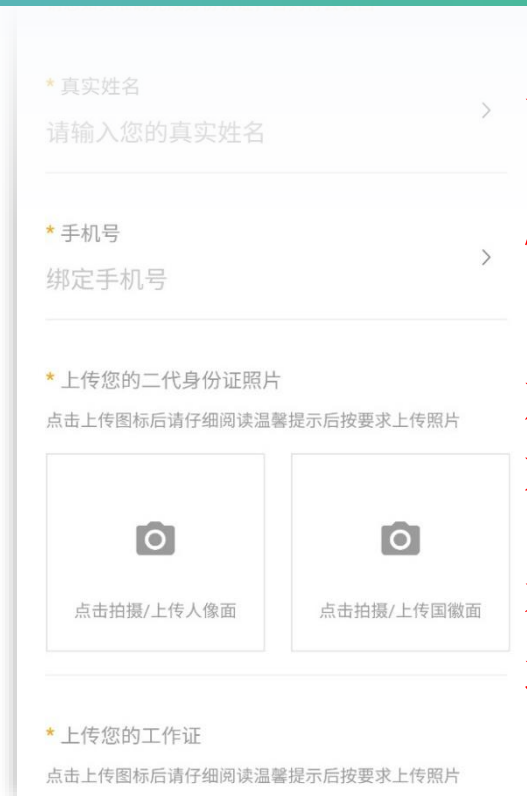 * 真实姓名
请输入您的真实姓名
* 手机号
绑定手机号
* 上传您的二代身份证照片
点击上传图标后请仔细阅读温馨提示后按要求上传照片
点击拍摄/上传人像面
点击拍摄/上传国徽面
* 上传您的工作证
点击上传图标后请仔细阅读温馨提示后按要求上传照片